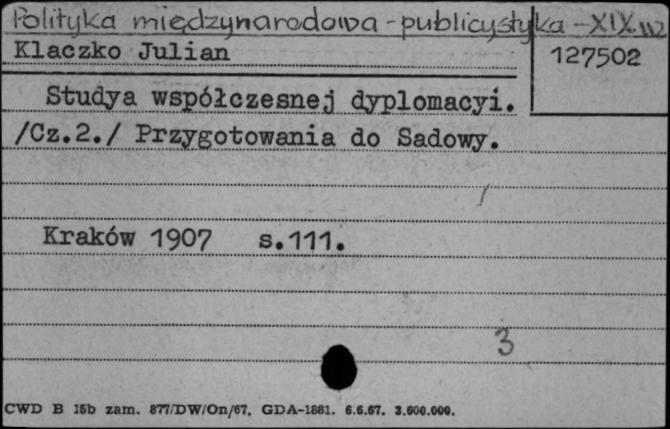 Polityka międzynarodowa - publicystyka - XIX w
Klaczko Julian
127502
Studya współczesnej dyplomacyi.
/Cz.2./ Przygotowania do Sadowy.
Kraków 1907 s.111.
3
CWD B 15b zam. 877/DW/On/67. GDA-1881. 6.6.67. 3.600.000.